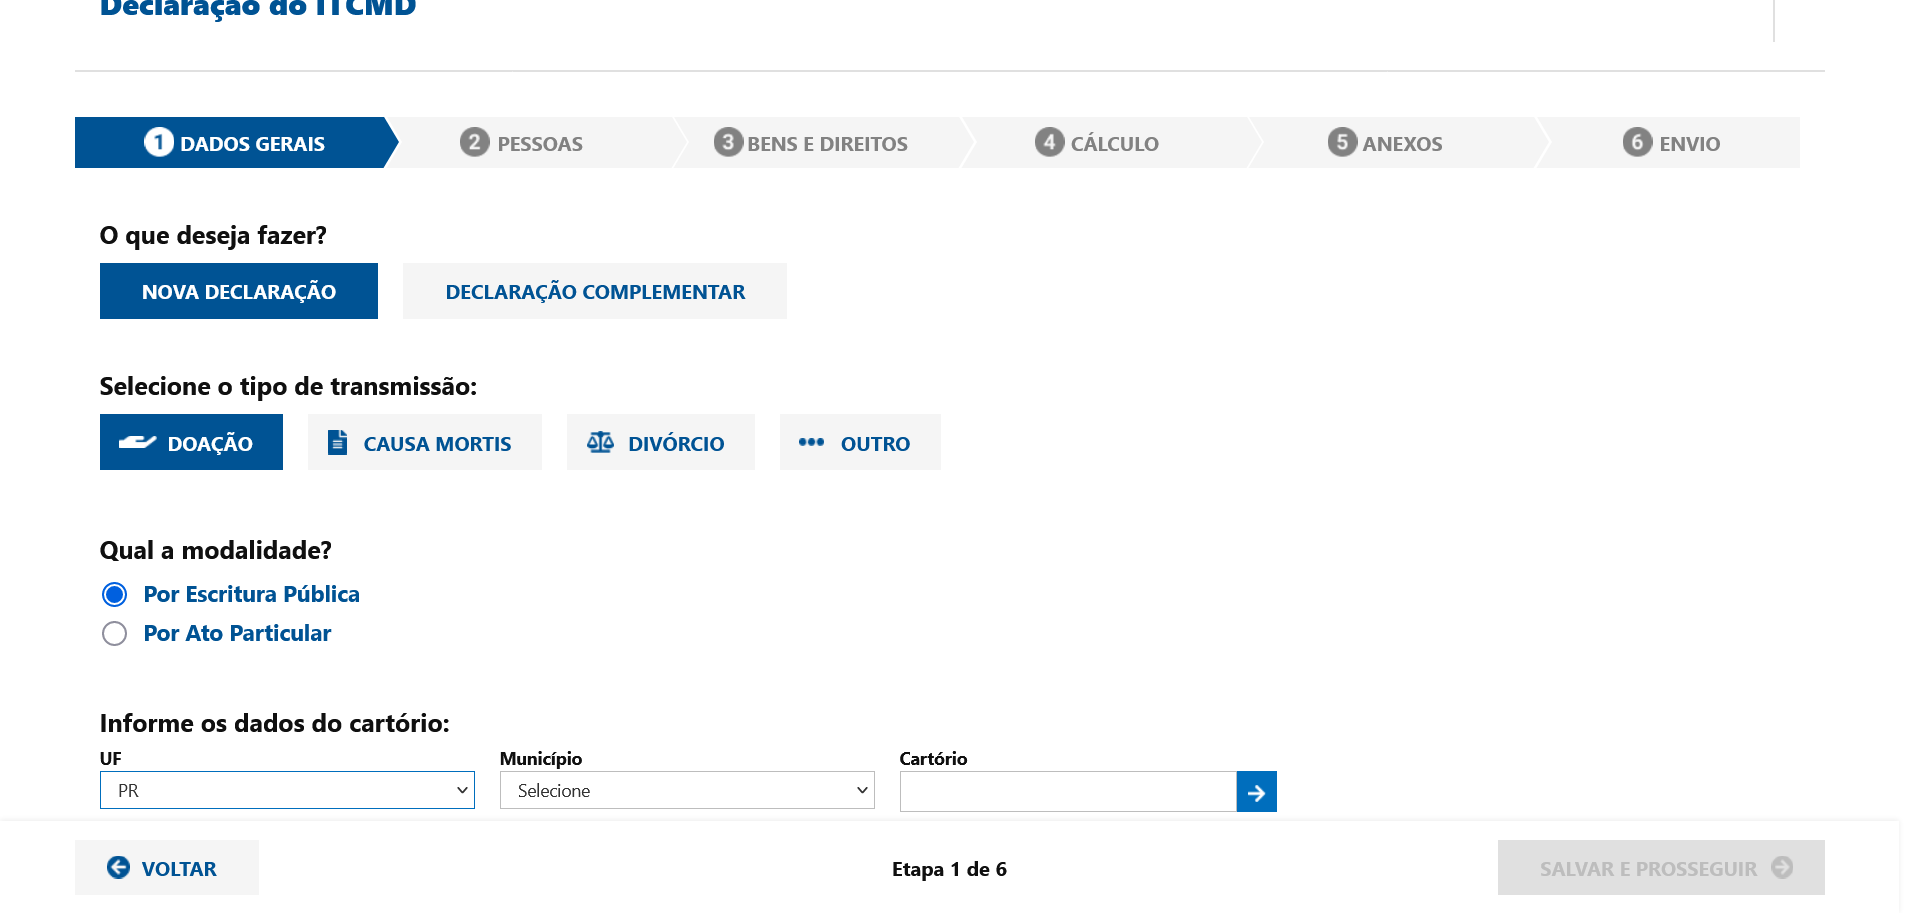 Declaração do ITCMD
1 DADOS GERAIS 2 PESSOAS 3 BENS E DIREITOS 4 CÁLCULO 5 ANEXOS 6 ENVIO
O que deseja fazer?
NOVA DECLARAÇÃO DECLARAÇÃO COMPLEMENTAR
Selecione o tipo de transmissão:
DOAÇÃO CAUSA MORTIS DIVÓRCIO OUTRO
Qual a modalidade?
Por Escritura Pública
Por Ato Particular
Informe os dados do cartório:
UF Município Cartório
PR Selecione
VOLTAR Etapa 1 de 6 SALVAR E PROSSEGUIR